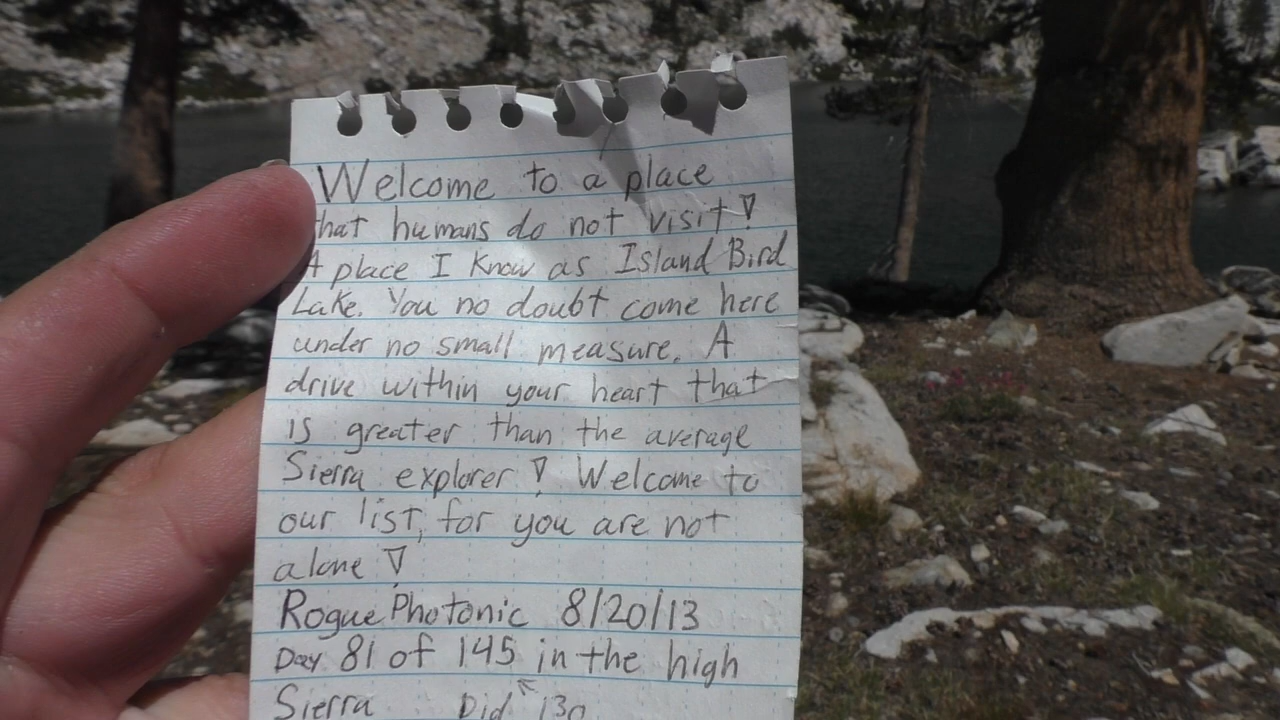 Welcome to a place
that humans do not visit!
A place I know as Island Bird
Lake. You no doubt come here
under no small measure. A
drive within your heart that
is greater than the average
Sierra explorer! Welcome to
our list, for you are not
alone!
Rogue Photonic 8/20/13
Day 81 of 145 in the high
Sierra Did 130